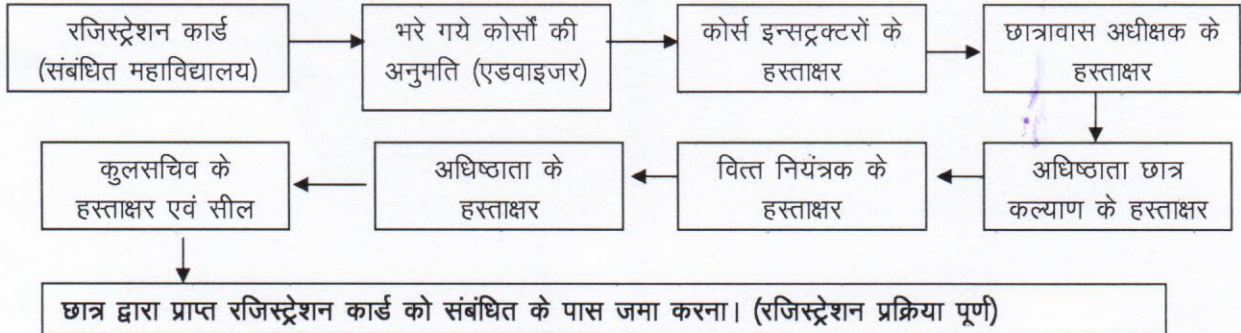 रजिस्ट्रेशन कार्ड
(संबंधित महाविद्यालय)
भरे गये कोर्सों की
अनुमति (एडवाइजर)
कोर्स इन्सट्रक्टरों के
हस्ताक्षर
छात्रावास अधीक्षक के
हस्ताक्षर
अधिष्ठाता छात्र
कल्याण के हस्ताक्षर
वित्त नियंत्रक के
हस्ताक्षर
अधिष्ठाता के
हस्ताक्षर
कुलसचिव के
हस्ताक्षर एवं सील
छात्र द्वारा प्राप्त रजिस्ट्रेशन कार्ड को संबंधित के पास जमा करना। (रजिस्ट्रेशन प्रक्रिया पूर्ण)